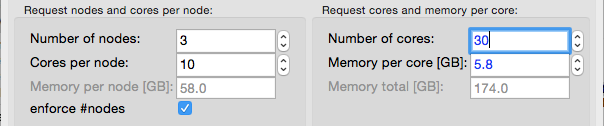 Request nodes and cores per node:
Number of nodes: 3
Cores per node: 10
Memory per node [GB]: 58.0
enforce #nodes
Request cores and memory per core:
Number of cores: 30
Memory per core [GB]: 5.8
Memory total [GB]: 174.0